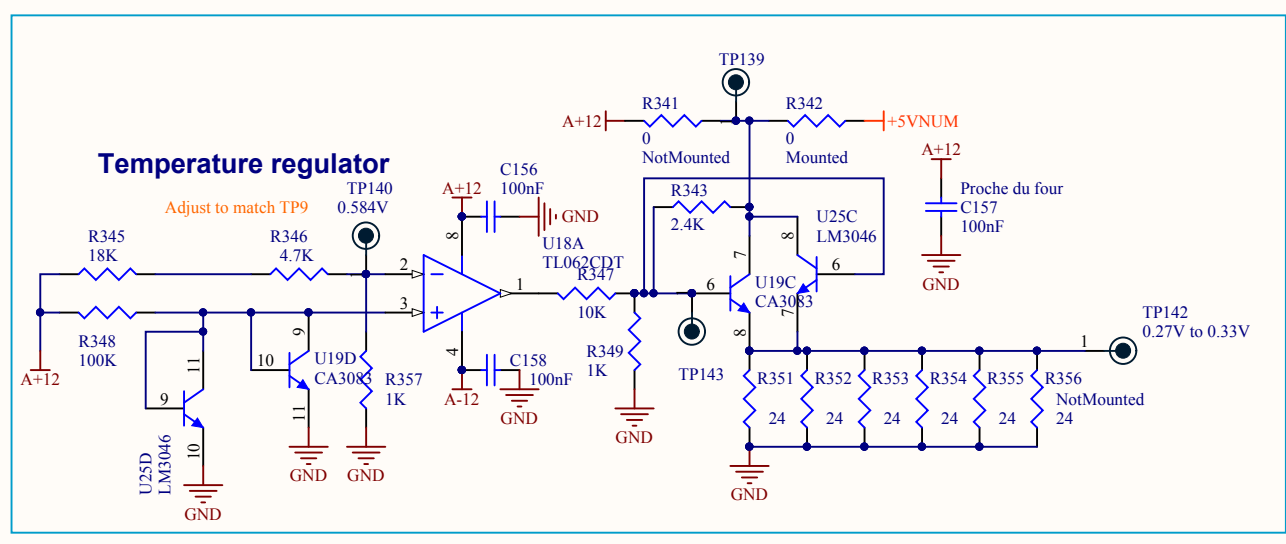 TP139
R341
R342
A+12
+5VNUM
0
NotMounted
0
Mounted
A+12
Temperature regulator
C156
100nF
Proche du four
C157
100nF
TP140
0.584V
A+12
R343
2.4K
U25C
LM3046
Adjust to match TP9
GND
8
U18A
TL062CDT
7
8
R345
18K
R346
4.7K
2
R347
10K
1
6
U19C
CA3083
6
GND
3
R348
100K
9
8
7
TP142
0.27V to 0.33V
A+12
11
10
U19D
CA3083
R357
1K
4
C158
100nF
R349
1K
TP143
1
R351
24
R352
24
R353
24
R354
24
R355
24
R356
NotMounted
24
A-12
9
11
GND
10
GND
GND
GND
U25D
LM3046
GND
GND